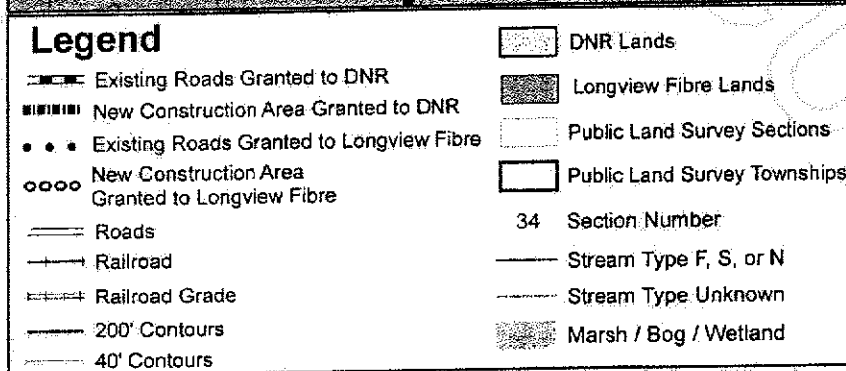 Legend
Existing Roads Granted to DNR
New Construction Area Granted to DNR
Existing Roads Granted to Longview Fibre
New Construction Area
Granted to Longview Fibre
Roads
Railroad
Railroad Grade
200' Contours
40' Contours
DNR Lands
Longview Fibre Lands
Public Land Survey Sections
Public Land Survey Townships
34 Section Number
Stream Type F, S, or N
Stream Type Unknown
Marsh / Bog / Wetland